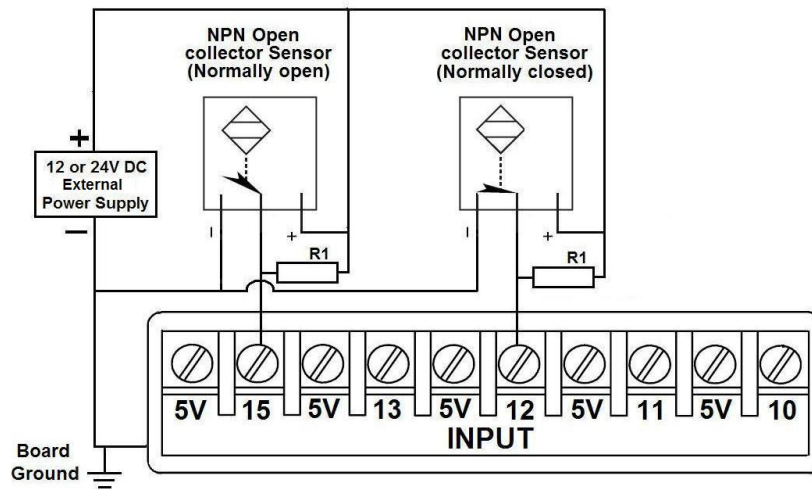 NPN Open
collector Sensor
(Normally open)
NPN Open
collector Sensor
(Normally closed)
+
12 or 24V DC
External
Power Supply
−
− +
R1
− +
R1
5V 15 5V 13 5V 12 5V 11 5V 10
INPUT
Board
Ground